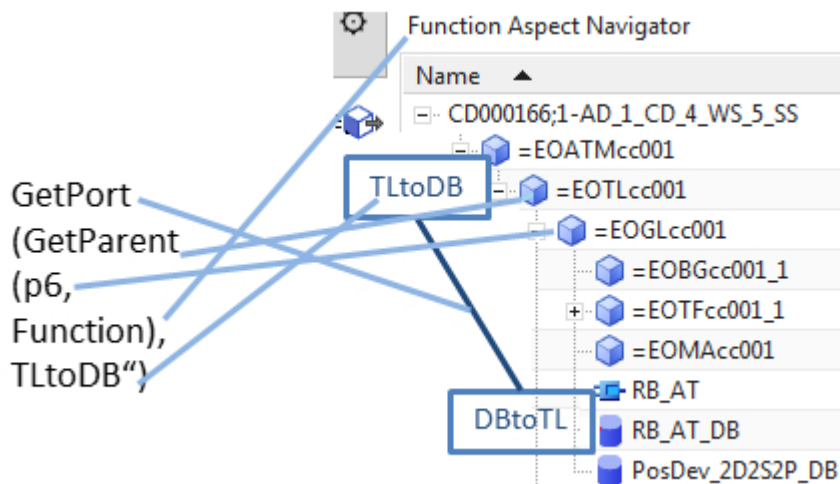 Function Aspect Navigator
Name
CD000166;1-AD_1_CD_4_WS_5_SS
=EOATMcc001
TLtoDB
=EOTLcc001
GetPort
(GetParent
(p6,
Function),
TLtoDB“)
=EOGLcc001
=EOBGcc001_1
=EOTFcc001_1
=EOMAcc001
RB_AT
DBtoTL
RB_AT_DB
PosDev_2D2S2P_DB